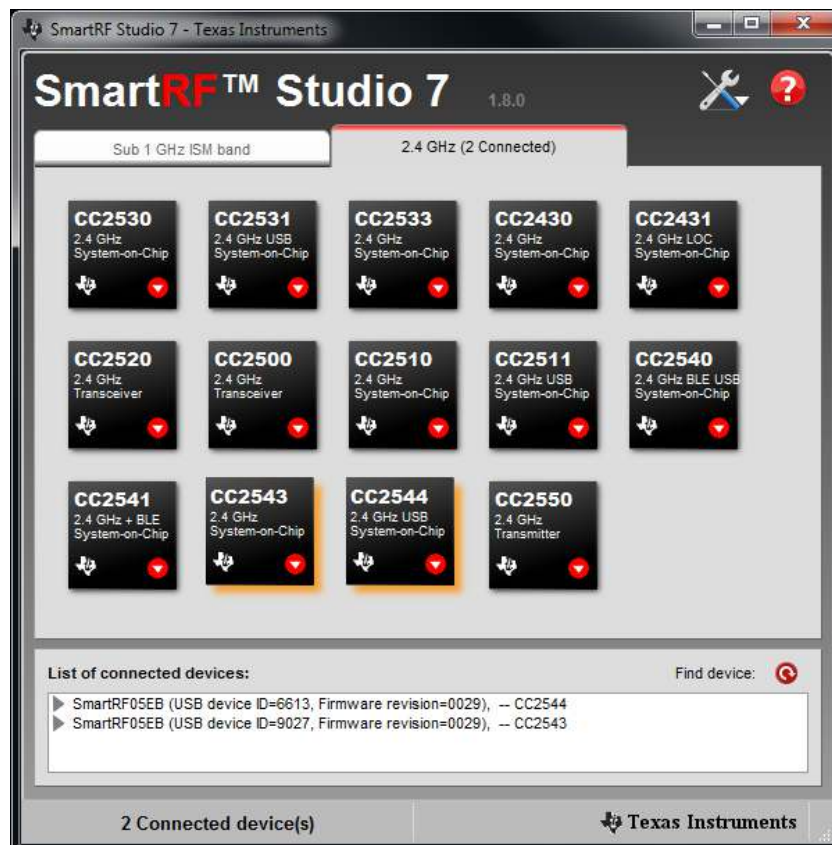 SmartRF Studio 7 - Texas Instruments
SmartRF™ Studio 7 1.8.0
Sub 1 GHz ISM band
2.4 GHz (2 Connected)
CC2530
2.4 GHz
System-on-Chip
CC2531
2.4 GHz USB
System-on-Chip
CC2533
2.4 GHz
System-on-Chip
CC2430
2.4 GHz
System-on-Chip
CC2431
2.4 GHz LOC
System-on-Chip
CC2520
2.4 GHz
Transceiver
CC2500
2.4 GHz
Transceiver
CC2510
2.4 GHz
System-on-Chip
CC2511
2.4 GHz USB
System-on-Chip
CC2540
2.4 GHz BLE USB
System-on-Chip
CC2541
2.4 GHz + BLE
System-on-Chip
CC2543
2.4 GHz
System-on-Chip
CC2544
2.4 GHz USB
System-on-Chip
CC2550
2.4 GHz
Transmitter
List of connected devices:
Find device:
SmartRF05EB (USB device ID=6613, Firmware revision=0029), -- CC2544
SmartRF05EB (USB device ID=9027, Firmware revision=0029), -- CC2543
2 Connected device(s)
Texas Instruments